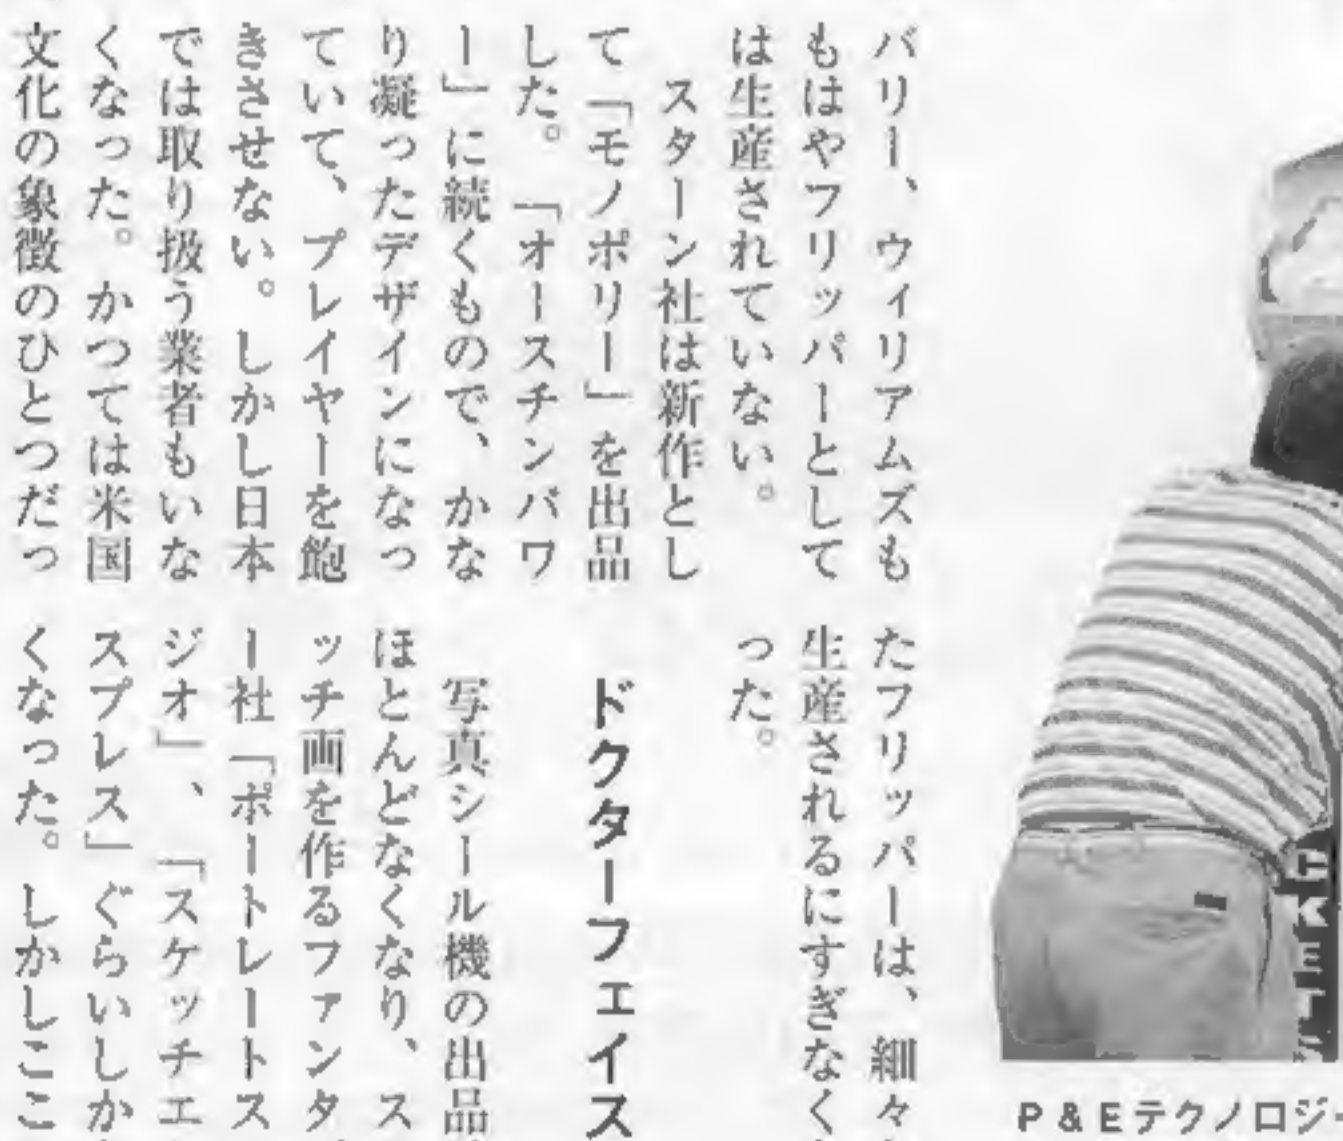 バリー、ウィリアムズも
もはやフリッパーとして
は生産されていない。
スターン社は新作とし
て「モノポリー」を出品
した。「オースチンパワ
ー」に続くもので、かな
り凝ったデザインになっ
ていて、プレイヤーを飽
きさせない。しかし日本
では取り扱う業者もいな
くなった。かつては米国
文化の象徴のひとつだっ
たフリッパーは、細々
生産されるにすぎなく
った。
ドクターフェイス
写真シール機の出品
ほとんどなくなり、ス
ッチ画を作るファンタ
ー社「ポートレートス
ジオ」、「スケッチエ
スプレス」ぐらいしか
くなった。しかしここ
P&Eテクノロジ